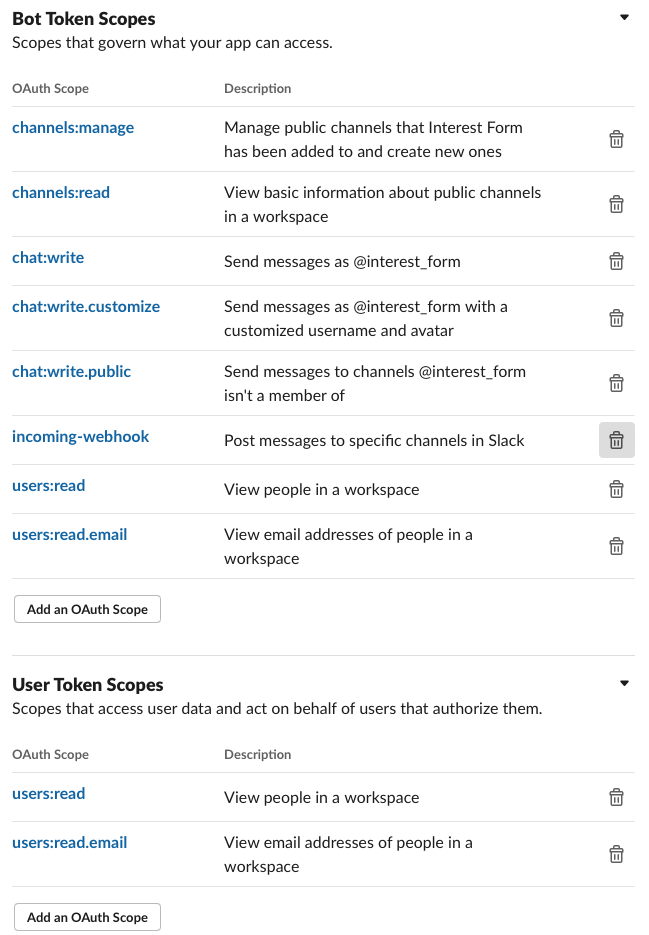 Bot Token Scopes
Scopes that govern what your app can access.
OAuth Scope Description
channels:manage Manage public channels that Interest Form
has been added to and create new ones
channels:read View basic information about public channels
in a workspace
chat:write Send messages as @interest_form
chat:write.customize Send messages as @interest_form with a
customized username and avatar
chat:write.public Send messages to channels @interest_form
isn't a member of
incoming-webhook Post messages to specific channels in Slack
users:read View people in a workspace
users:read.email View email addresses of people in a
workspace
Add an OAuth Scope
User Token Scopes
Scopes that access user data and act on behalf of users that authorize them.
OAuth Scope Description
users:read View people in a workspace
users:read.email View email addresses of people in a
workspace
Add an OAuth Scope